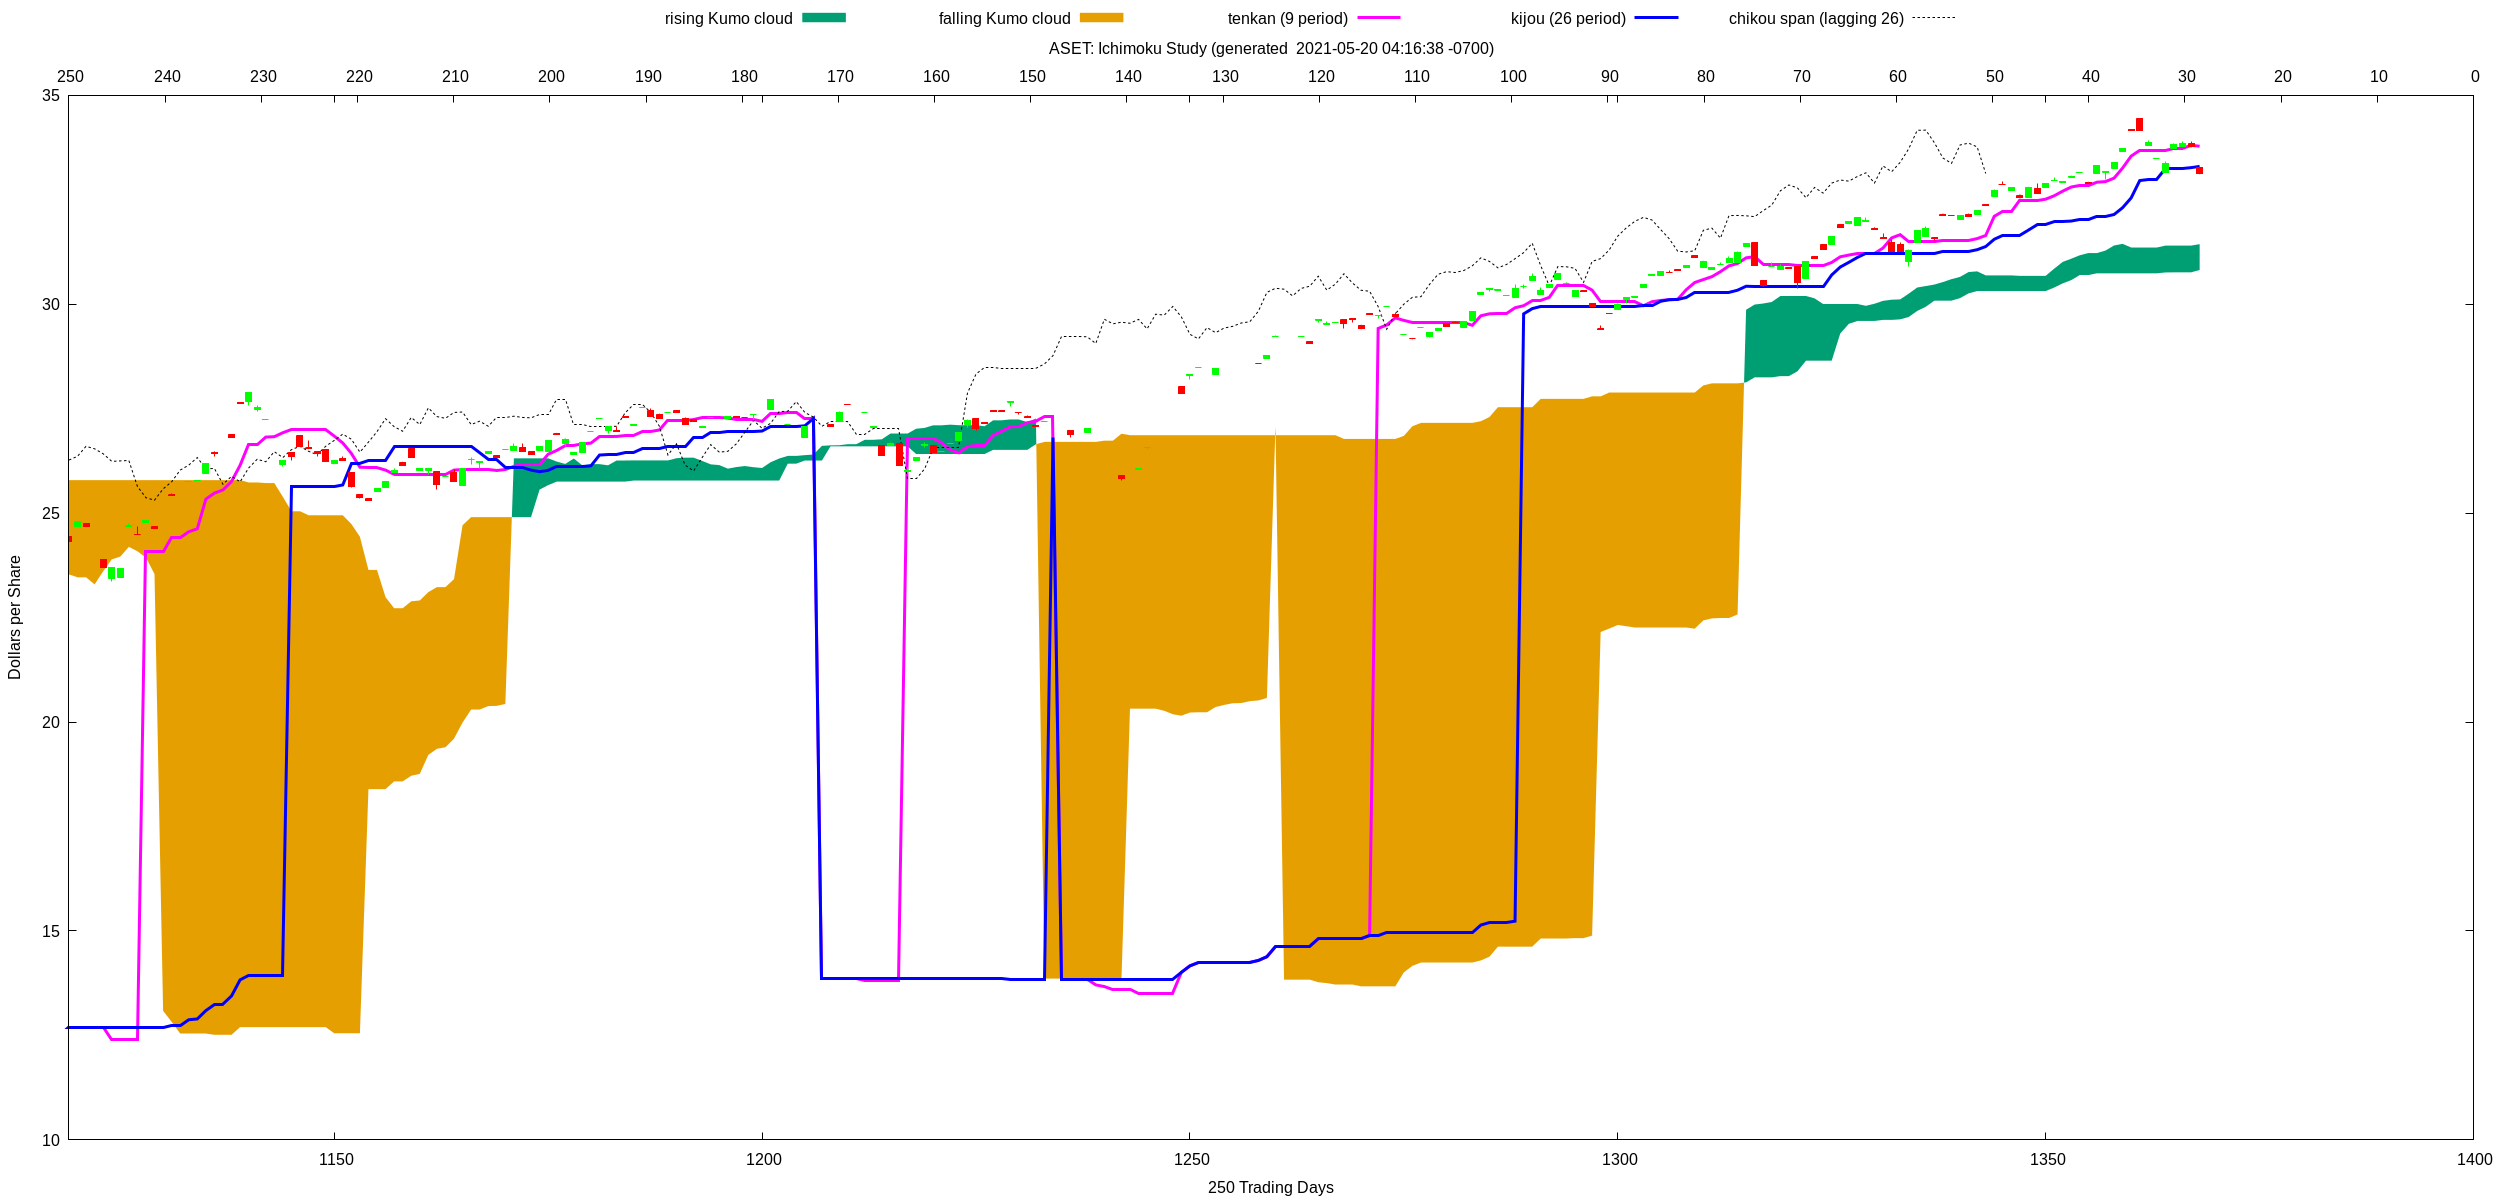 rising Kumo cloud falling Kumo cloud tenkan (9 period) kijou (26 period) chikou span (lagging 26)
ASET: Ichimoku Study (generated  2021-05-20 04:16:38 -0700)
250 240 230 220 210 200 190 180 170 160 150 140 130 120 110 100 90 80 70 60 50 40 30 20 10 0
35
30
25
20
15
10
Dollars per Share
1150 1200 1250 1300 1350 1400
250 Trading Days